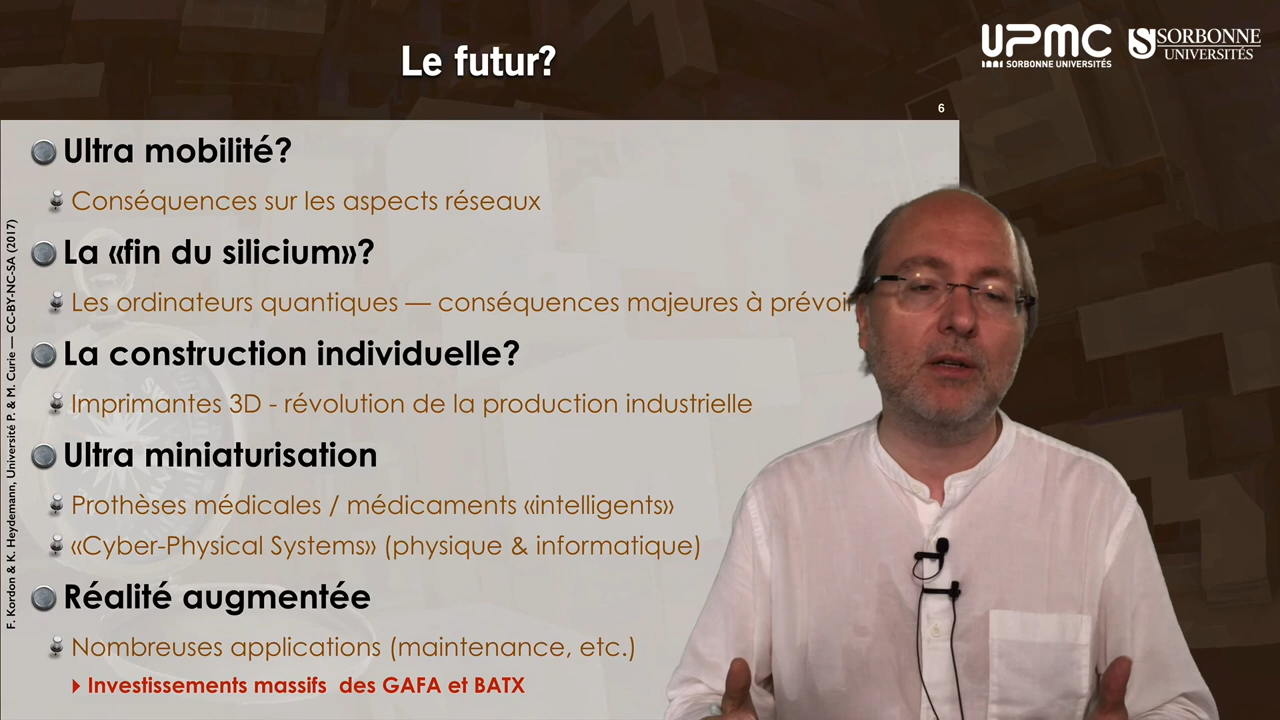 Le futur?
UPMC
SORBONNE UNIVERSITÉS
SORBONNE
UNIVERSITÉS
6
Ultra mobilité?
Conséquences sur les aspects réseaux
La «fin du silicium»?
Les ordinateurs quantiques — conséquences majeures à prévoir
La construction individuelle?
Imprimantes 3D - révolution de la production industrielle
Ultra miniaturisation
Prothèses médicales / médicaments «intelligents»
«Cyber-Physical Systems» (physique & informatique)
Réalité augmentée
Nombreuses applications (maintenance, etc.)
Investissements massifs des GAFA et BATX
F. Kordon & K. Heydemann, Université P. & M. Curie — CC-BY-NC-SA (2017)